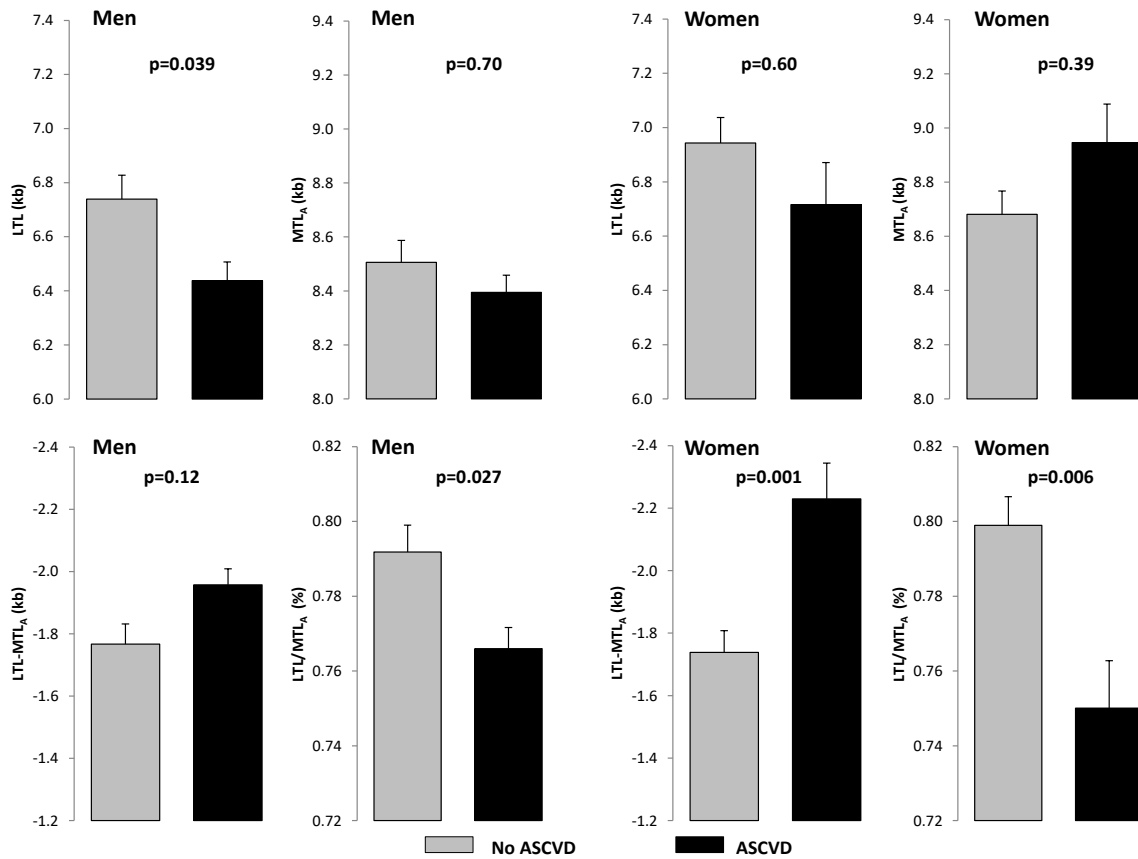 Men
p=0.039
LTL (kb)
7.4
7.2
7.0
6.8
6.6
6.4
6.2
6.0
Men
p=0.70
MTLA (kb)
9.4
9.2
9.0
8.8
8.6
8.4
8.2
8.0
Women
p=0.60
LTL (kb)
7.4
7.2
7.0
6.8
6.6
6.4
6.2
6.0
Women
p=0.39
MTLA (kb)
9.4
9.2
9.0
8.8
8.6
8.4
8.2
8.0
Men
p=0.12
LTL-MTLA (kb)
-2.4
-2.2
-2.0
-1.8
-1.6
-1.4
-1.2
Men
p=0.027
LTL/MTLA (%)
0.82
0.80
0.78
0.76
0.74
0.72
Women
p=0.001
LTL-MTLA (kb)
-2.4
-2.2
-2.0
-1.8
-1.6
-1.4
-1.2
Women
p=0.006
LTL/MTLA (%)
0.82
0.80
0.78
0.76
0.74
0.72
No ASCVD
ASCVD